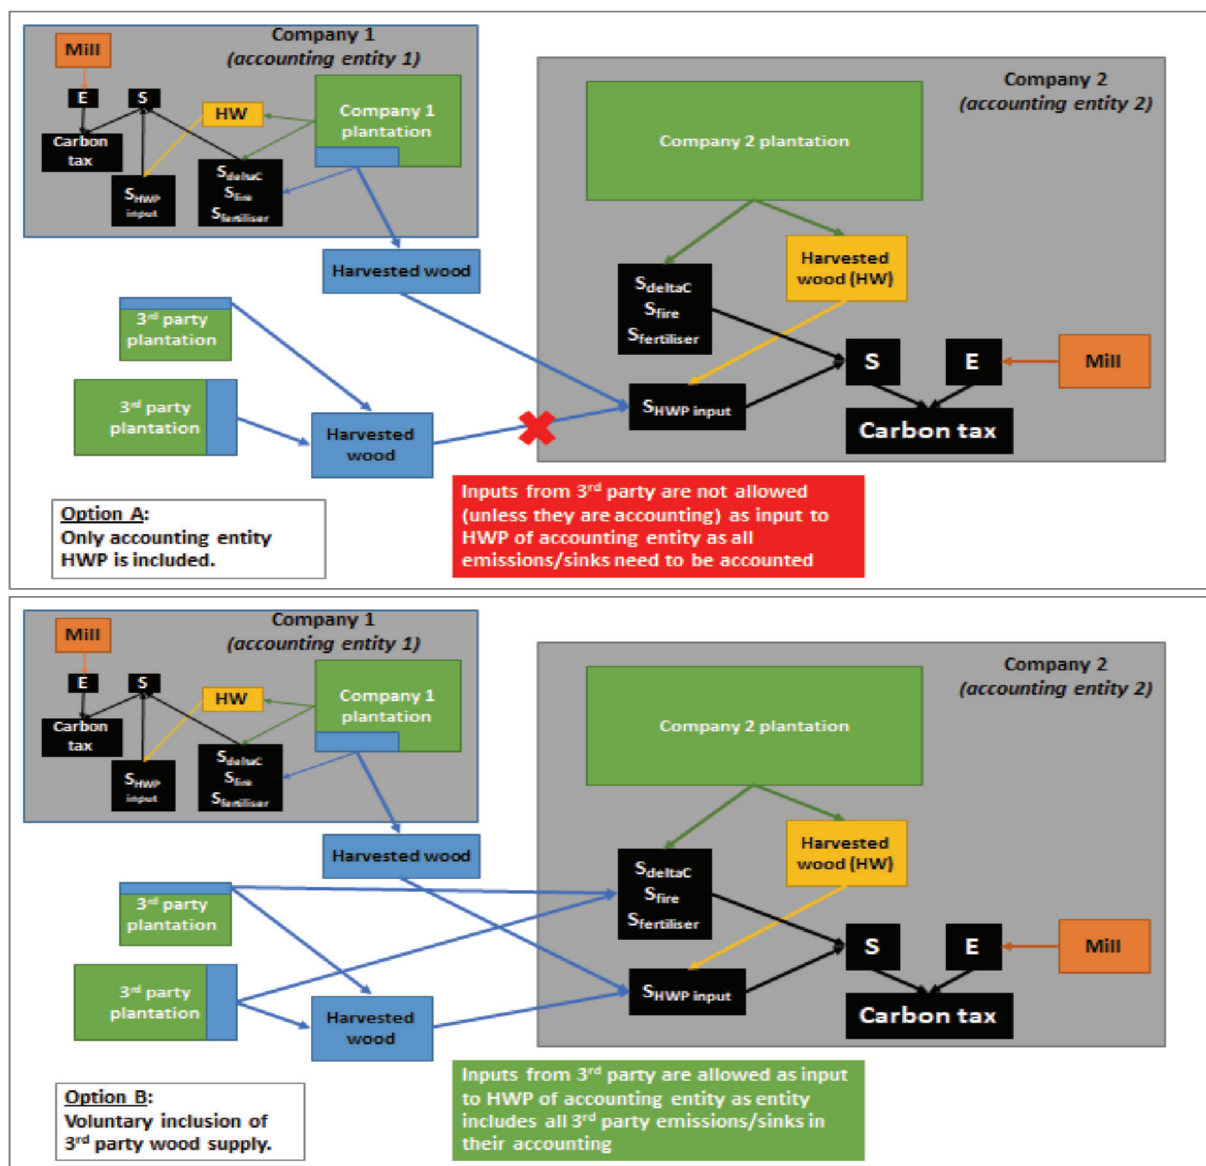 Company 1
(accounting entity 1)
Mill
E
S
HW
Company 1
plantation
Carbon
tax
SHWP
input
SdeltaC
Sfire
Sfertiliser
Company 2
(accounting entity 2)
Company 2 plantation
Harvested wood
Harvested
wood (HW)
SdeltaC
Sfire
Sfertiliser
3rd party
plantation
S
E
Mill
3rd party
plantation
SHWP input
Harvested
wood
Carbon tax
Option A:
Only accounting entity
HWP is included.
Inputs from 3rd party are not allowed
(unless they are accounting) as input to
HWP of accounting entity as all
emissions/sinks need to be accounted
Company 1
(accounting entity 1)
Mill
E
S
HW
Company 1
plantation
Carbon
tax
SHWP
input
SdeltaC
Sfire
Sfertiliser
Company 2
(accounting entity 2)
Company 2 plantation
Harvested wood
Harvested
wood (HW)
SdeltaC
Sfire
Sfertiliser
3rd party
plantation
S
E
Mill
3rd party
plantation
SHWP input
Harvested
wood
Carbon tax
Option B:
Voluntary inclusion of
3rd party wood supply.
Inputs from 3rd party are allowed as input
to HWP of accounting entity as entity
includes all 3rd party emissions/sinks in
their accounting